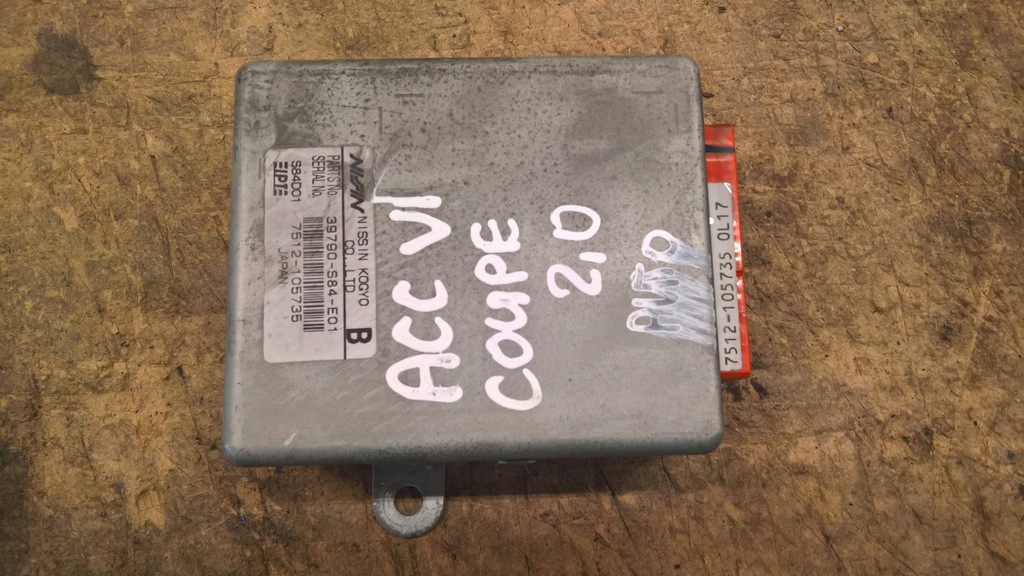 NIPAN NISSIN KOGYO
CO., LTD.
B
PARTS No. 39790-S84-E01
SERIAL No. 7512-105735
S84D01 JAPAN
ACC VI
COUPE
2,0
7512-105735 0L17